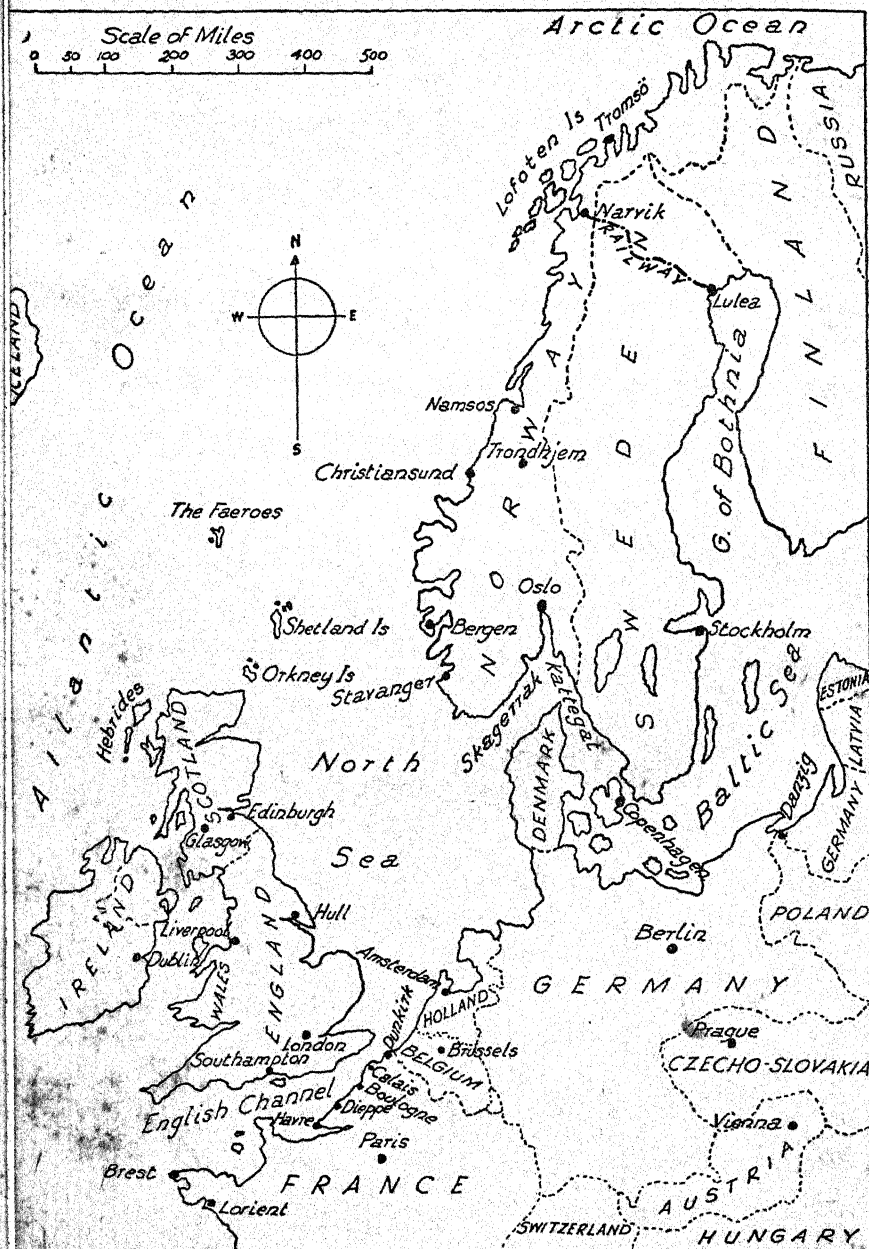 Scale of Miles
0 50 100 200 300 400 500
Arctic Ocean
Atlantic Ocean
ICELAND
N
W E
S
Lofoten Is
Tromsö
Narvik
RAILWAY
Lulea
NORWAY
SWEDEN
FINLAND
RUSSIA
G. of Bothnia
Namsos
Trondhjem
Christiansund
The Faeroes
Shetland Is
Orkney Is
Hebrides
Bergen
Stavanger
Oslo
Stockholm
Skagerrak
Kattegat
Baltic Sea
ESTONIA
LATVIA
North
Sea
SCOTLAND
Edinburgh
Glasgow
DENMARK
Copenhagen
Danzig
GERMANY
POLAND
IRELAND
Dublin
Liverpool
Hull
WALLS
ENGLAND
London
Southampton
English Channel
Amsterdam
HOLLAND
Dunkirk
BELGIUM
Brüssels
Calais
Boulogne
Dieppe
Havre
Paris
Brest
Lorient
FRANCE
Berlin
GERMANY
Prague
CZECHO-SLOVAKIA
Vienna
AUSTRIA
SWITZERLAND
HUNGARY